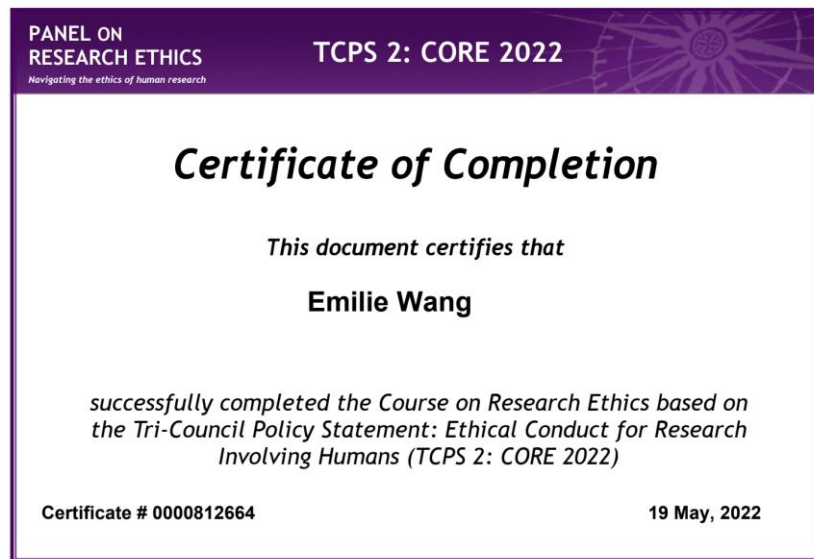 PANEL ON
RESEARCH ETHICS
Navigating the ethics of human research
TCPS 2: CORE 2022
Certificate of Completion
This document certifies that
Emilie Wang
successfully completed the Course on Research Ethics based on
the Tri-Council Policy Statement: Ethical Conduct for Research
Involving Humans (TCPS 2: CORE 2022)
Certificate # 0000812664
19 May, 2022